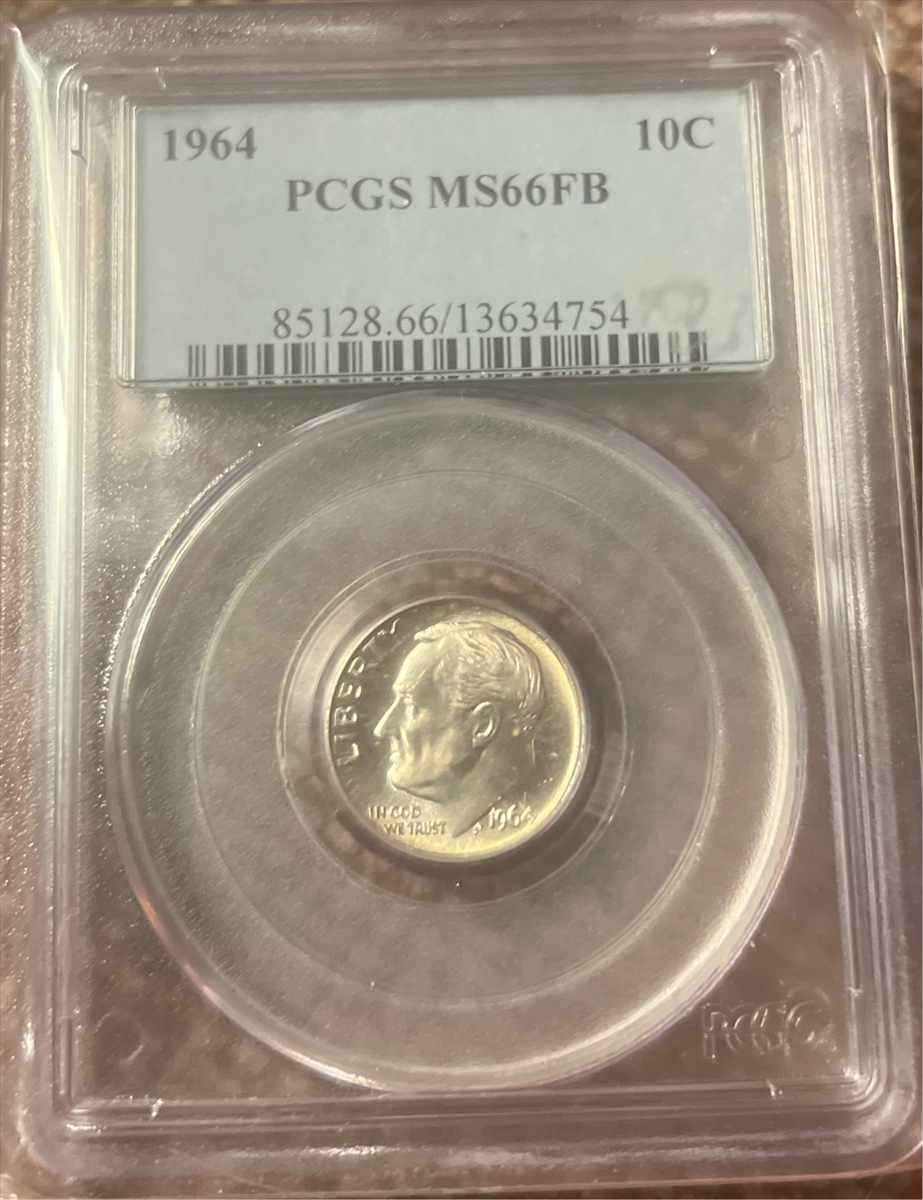 1964 10C
PCGS MS66FB
85128.66/13634754
LIBERTY
IN GOD
WE TRUST
1964
PCGS